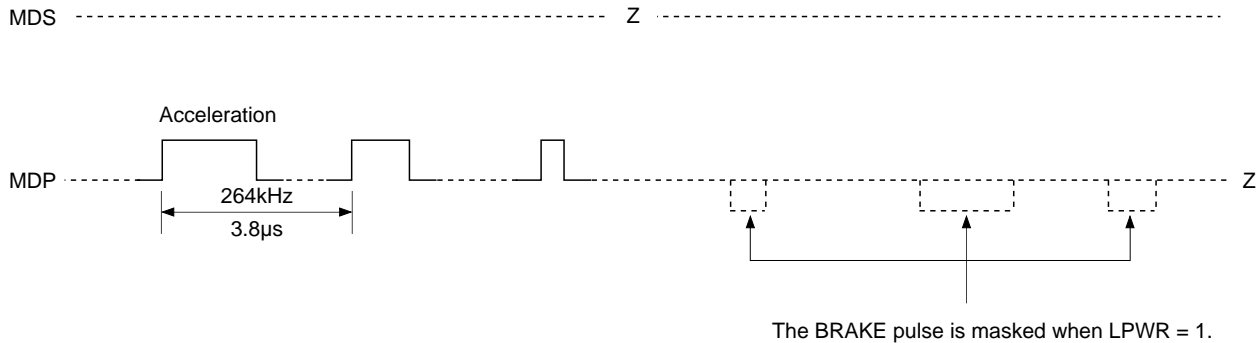 MDS Z
Acceleration
MDP Z
264kHz
3.8µs
The BRAKE pulse is masked when LPWR = 1.